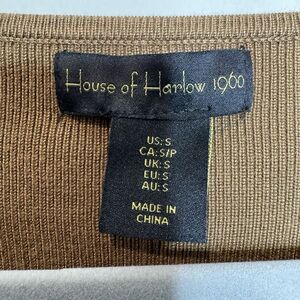 House of Harlow 1960
US: S
CA: S/P
UK: S
EU: S
AU: S
MADE IN
CHINA